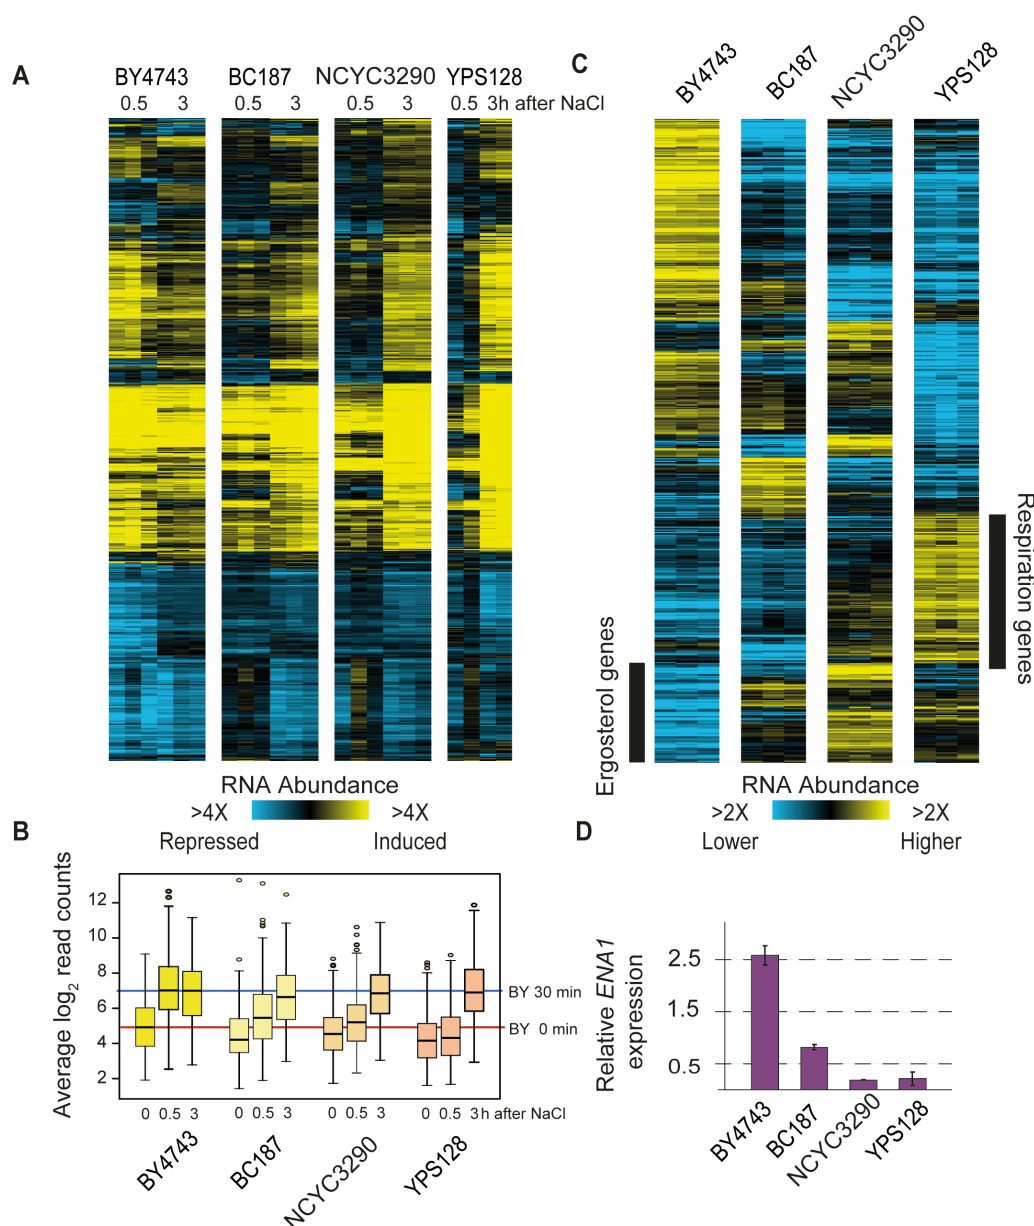 A
BY4743 BC187 NCYC3290 YPS128
0.5 3 0.5 3 0.5 3 0.5 3h after NaCl
RNA Abundance
>4X >4X
Repressed Induced
C
BY4743 BC187 NCYC3290 YPS128
Ergosterol genes
Respiration genes
RNA Abundance
>2X >2X
Lower Higher
B
Average log2 read counts
12
10
8
6
4
2
BY 30 min
BY 0 min
0 0.5 3 0 0.5 3 0 0.5 3 0 0.5 3h after NaCl
BY4743 BC187 NCYC3290 YPS128
D
Relative ENA1
expression
2.5
1.5
0.5
BY4743 BC187 NCYC3290 YPS128